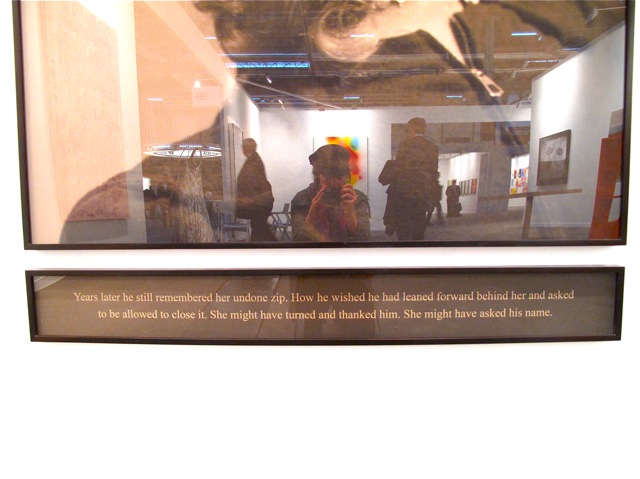 Years later he still remembered her undone zip. How he wished he had leaned forward behind her and asked
to be allowed to close it. She might have turned and thanked him. She might have asked his name.